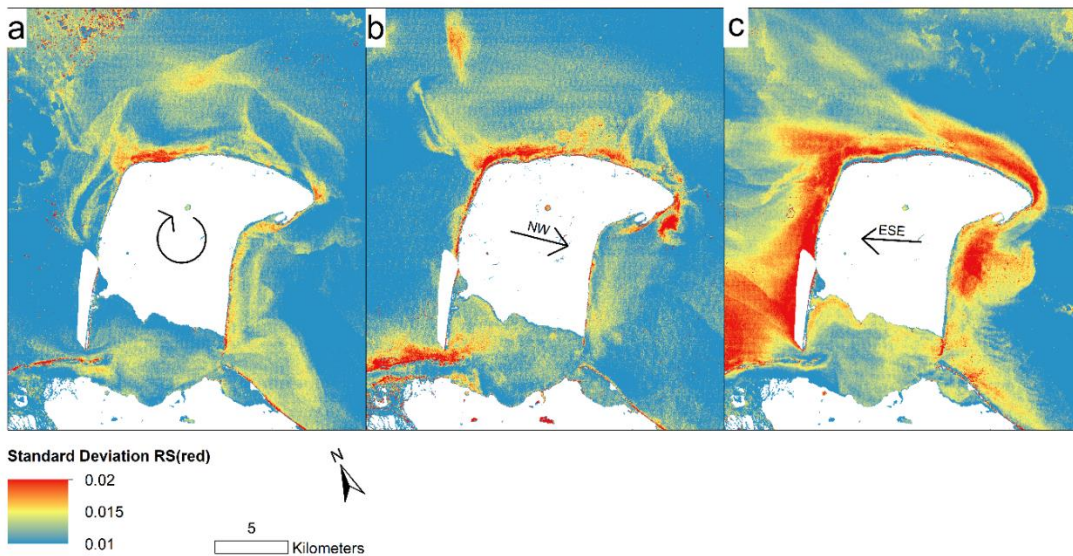 a
b
c
NW
ESE
Standard Deviation RS(red)
0.02
0.015
0.01
N
5
Kilometers